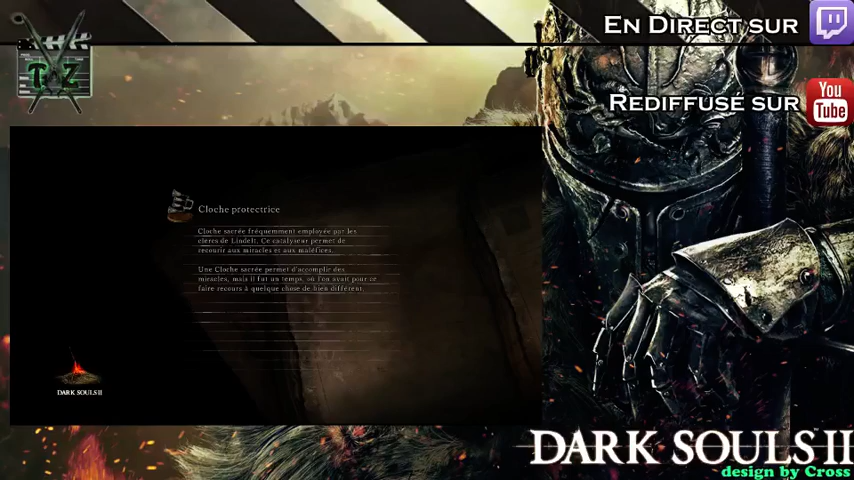 En Direct sur
Rediffusé sur
You
Tube
TZ
Cloche protectrice
Cloche sacrée fréquemment employée par les
clercs de Lindelt. Ce catalyseur permet de
recourir aux miracles et aux maléfices.
Une Cloche sacrée permet d'accomplir des
miracles, mais il fut un temps, où l'on avait pour ce
faire recours à quelque chose de bien différent.
DARK SOULS II
DARK SOULS II
design by Cross